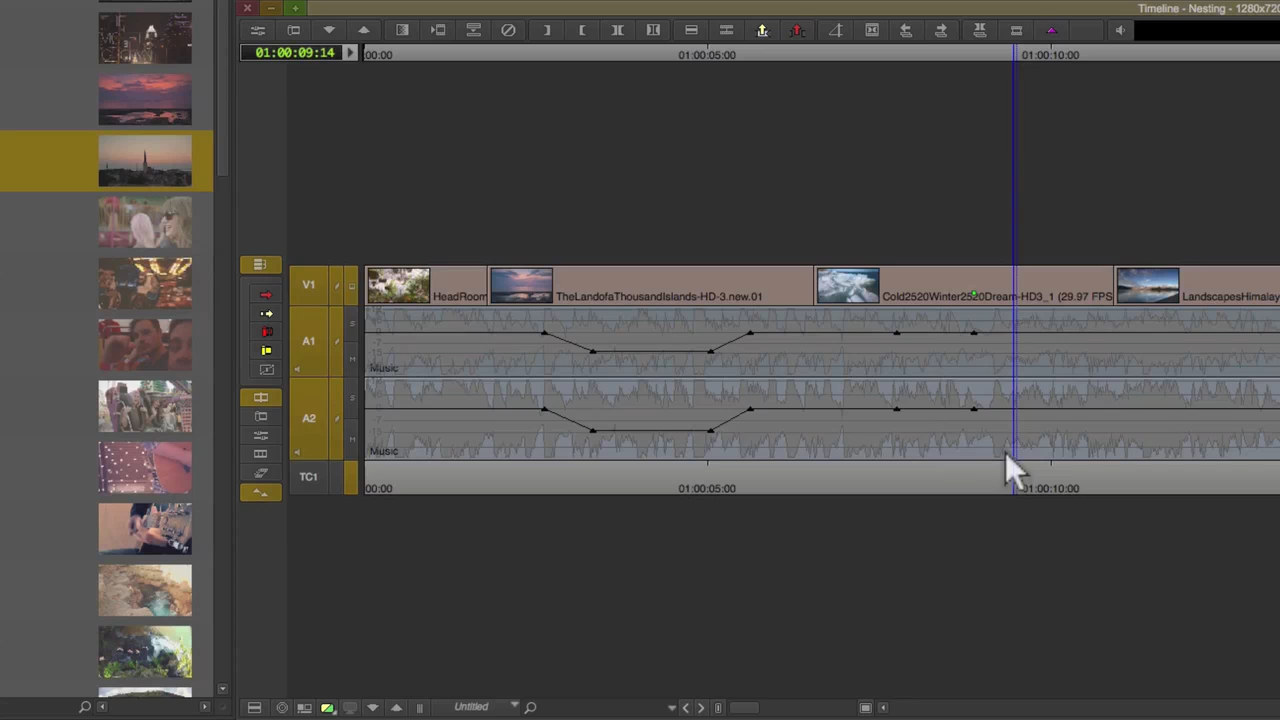 Timeline - Nesting - 1280x72
01:00:09:14
:00:00
01:00:05:00
01:00:10:00
V1
HeadRoom
TheLandofaThousandIslands-HD-3.new.01
Cold2520Winter2520Dream-HD3_1 (29.97 FPS
LandscapesHimalay
A1
S
M
Music
A2
S
M
Music
TC1
:00:00
01:00:05:00
01:00:10:00
Untitled